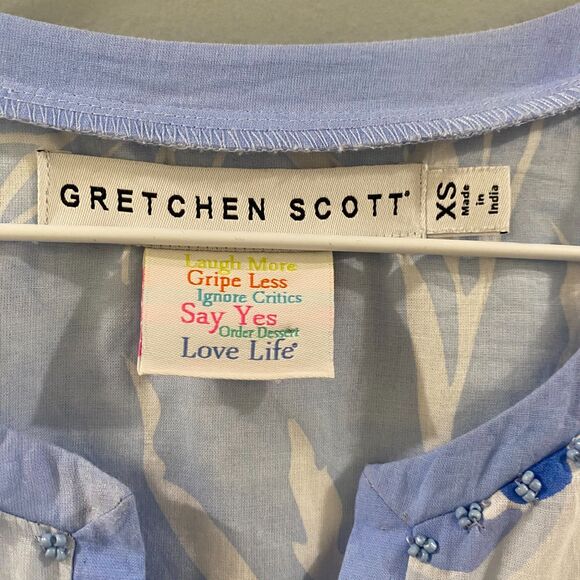 GRETCHEN SCOTT®
XS
Made
in
India
Laugh More
Gripe Less
Ignore Critics
Say Yes
Order Dessert
Love Life®